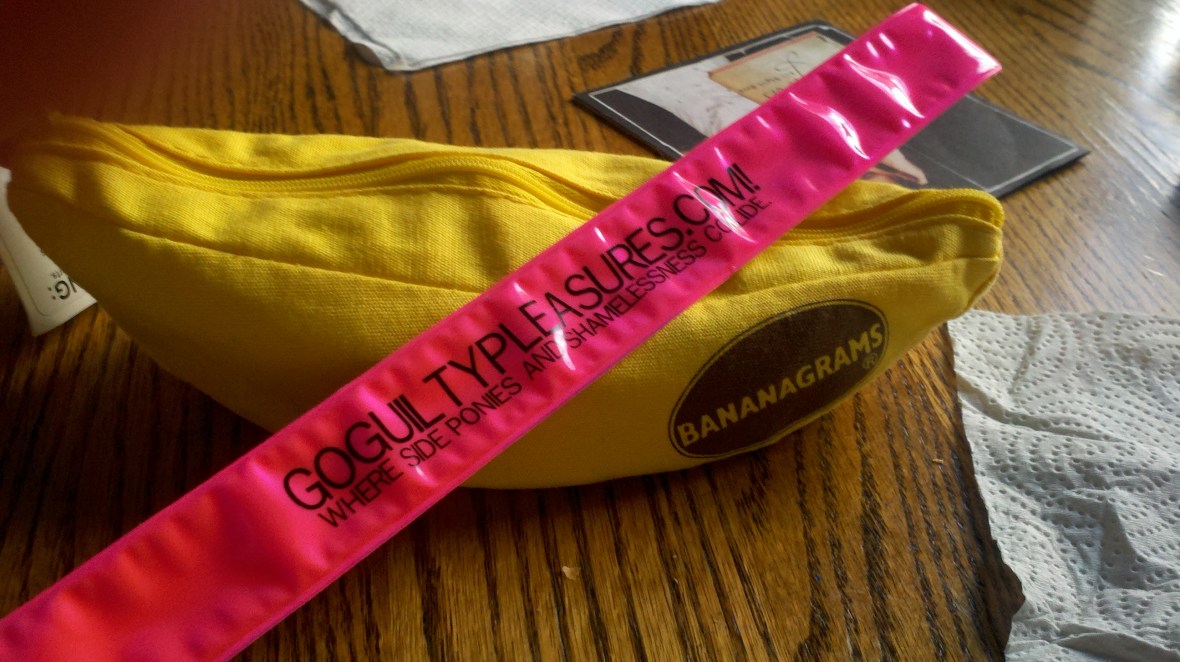 GOGUILTYPLEASURES.COM!
WHERE SIDE PONIES AND SHAMELESSNESS COLLIDE.
BANANAGRAMS
®